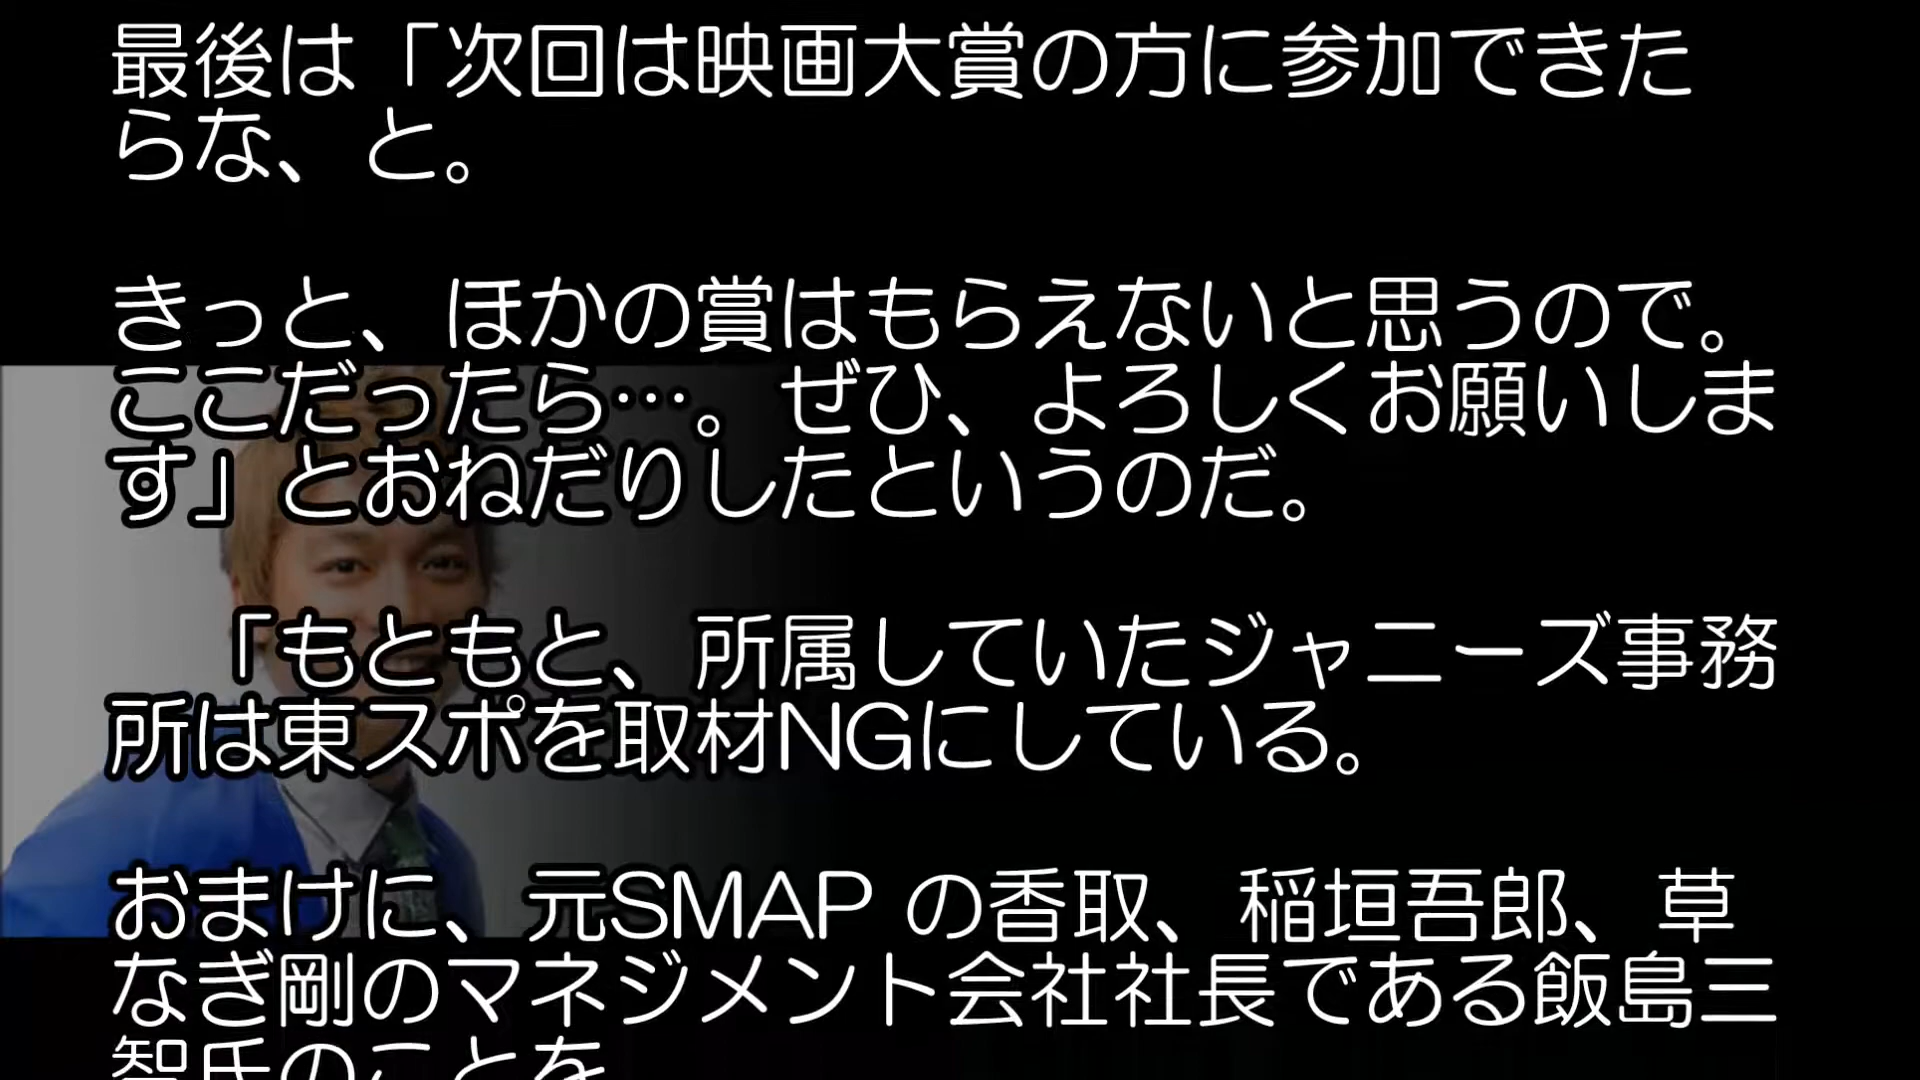 最後は「次回は映画大賞の方に参加できた
らな、と。
きっと、ほかの賞はもらえないと思うので。
ここだったら…。ぜひ、よろしくお願いしま
す」とおねだりしたというのだ。
「もともと、所属していたジャニーズ事務
所は東スポを取材NGにしている。
おまけに、元SMAP の香取、稲垣吾郎、草
なぎ剛のマネジメント会社社長である飯島三
智氏のことを